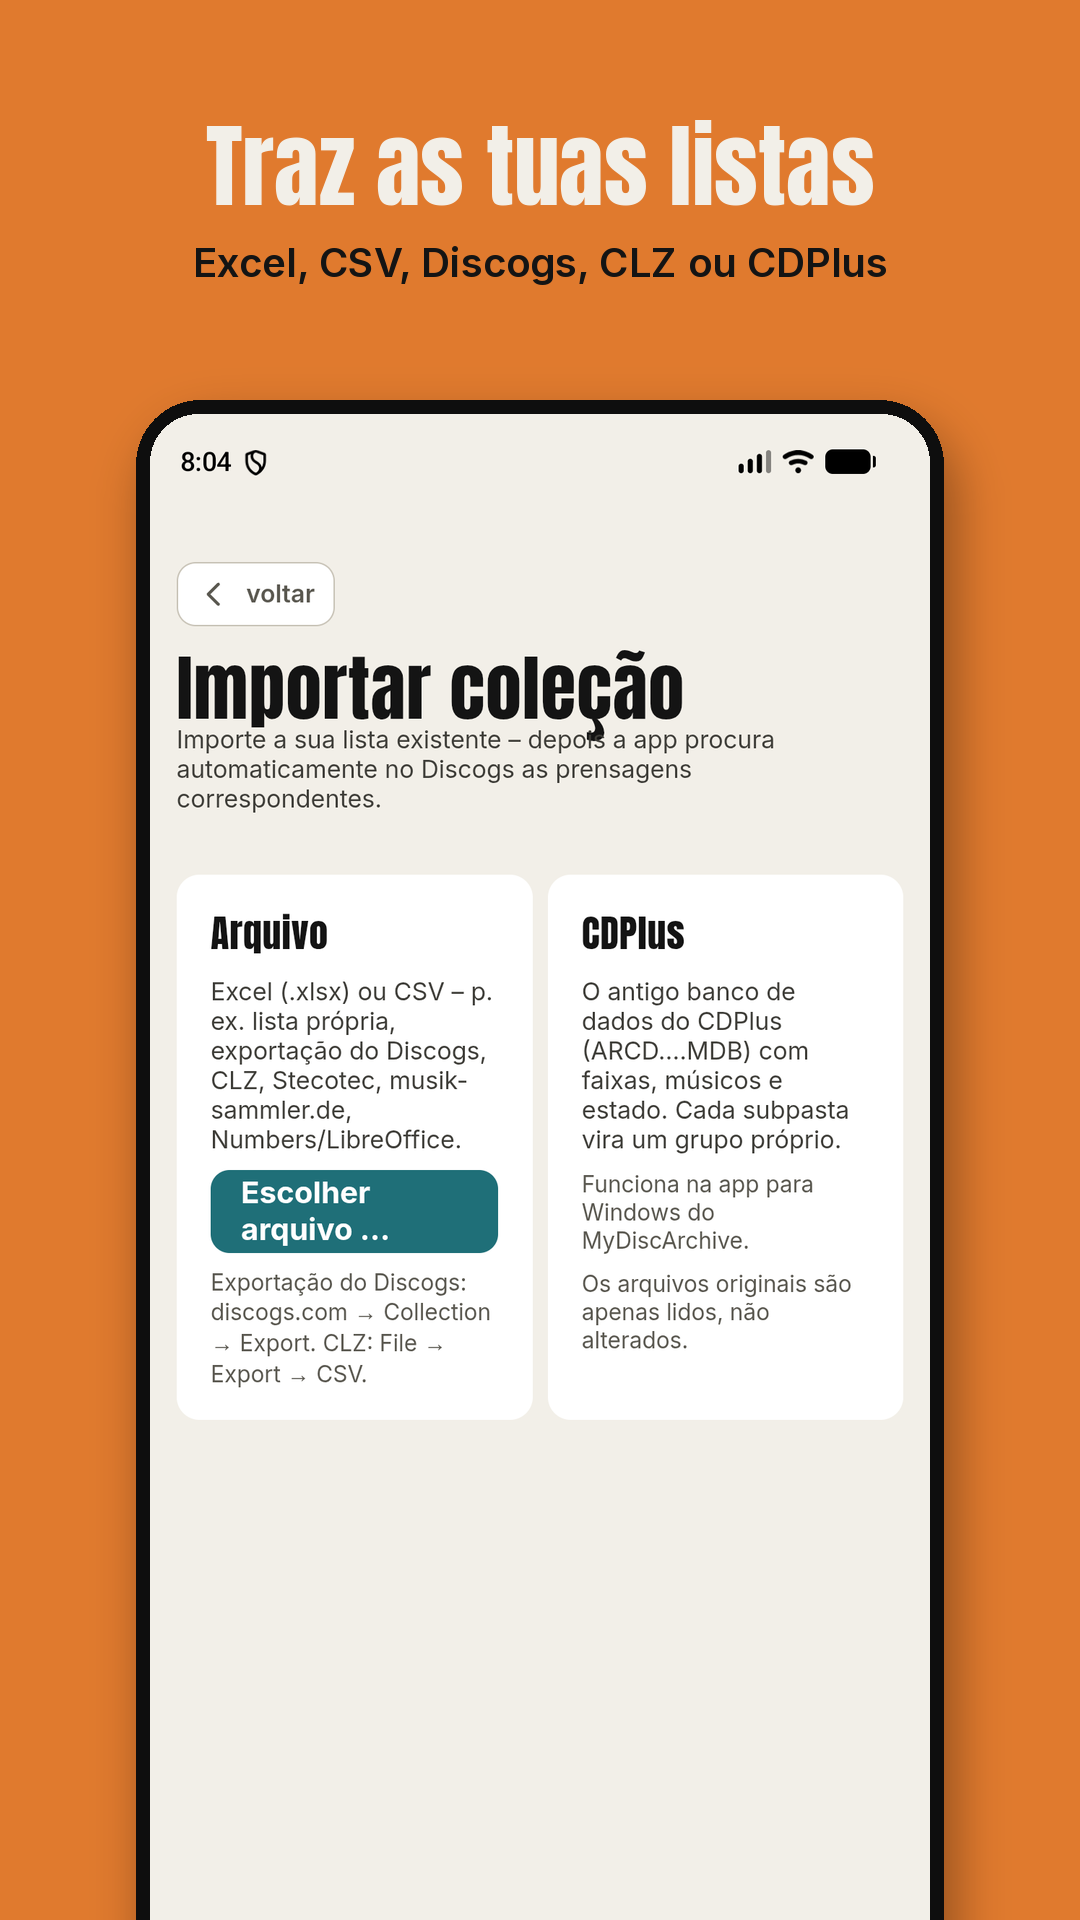 Traz as tuas listas
Excel, CSV, Discogs, CLZ ou CDPlus
8:04
voltar
Importar coleção
Importe a sua lista existente – depois a app procura
automaticamente no Discogs as prensagens
correspondentes.
Arquivo
Excel (.xlsx) ou CSV – p.
ex. lista própria,
exportação do Discogs,
CLZ, Stecotec, musik-
sammler.de,
Numbers/LibreOffice.
Escolher
arquivo ...
Exportação do Discogs:
discogs.com → Collection
→ Export. CLZ: File →
Export → CSV.
CDPlus
O antigo banco de
dados do CDPlus
(ARCD....MDB) com
faixas, músicos e
estado. Cada subpasta
vira um grupo próprio.
Funciona na app para
Windows do
MyDiscArchive.
Os arquivos originais são
apenas lidos, não
alterados.